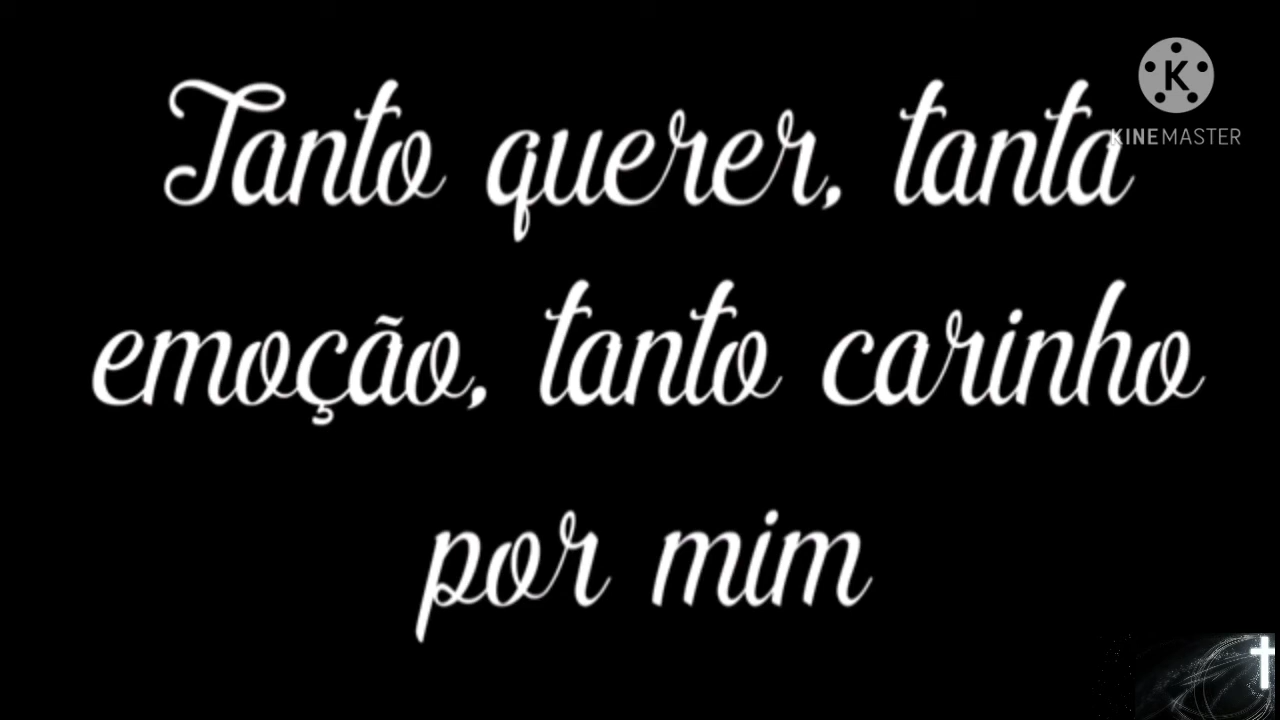 Tanto querer, tanta
emoção, tanto carinho
por mim
KINEMASTER